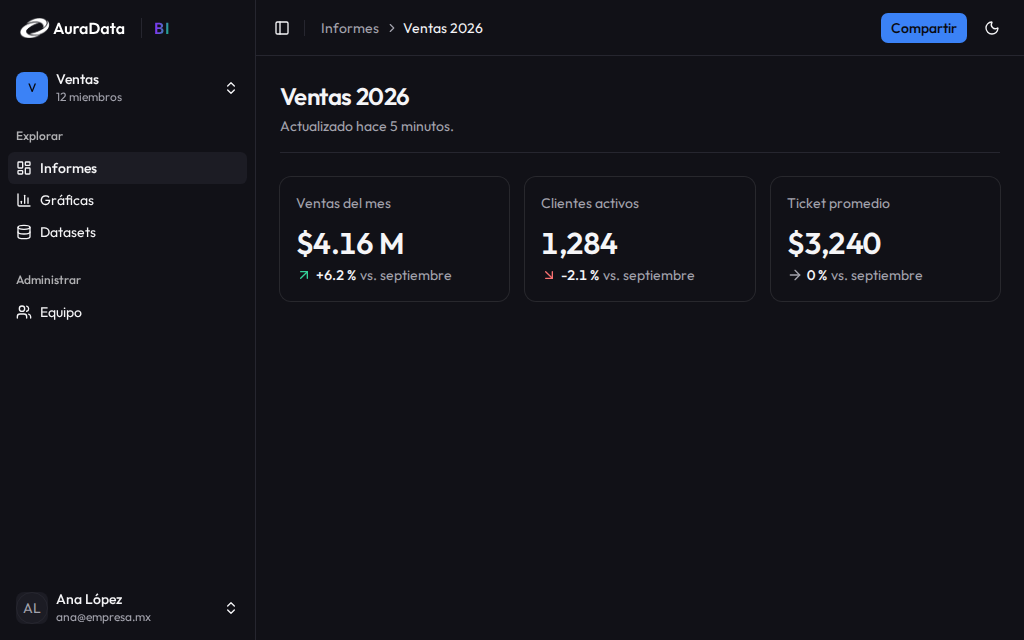 AuraData BI
Ventas
12 miembros
Explorar
Informes
Gráficas
Datasets
Administrar
Equipo
Ana López
AL
ana@empresa.mx
V
Informes > Ventas 2026
Compartir
Ventas 2026
Actualizado hace 5 minutos.
Ventas del mes
$4.16 M
+6.2 % vs. septiembre
Clientes activos
1,284
-2.1 % vs. septiembre
Ticket promedio
$3,240
0 % vs. septiembre